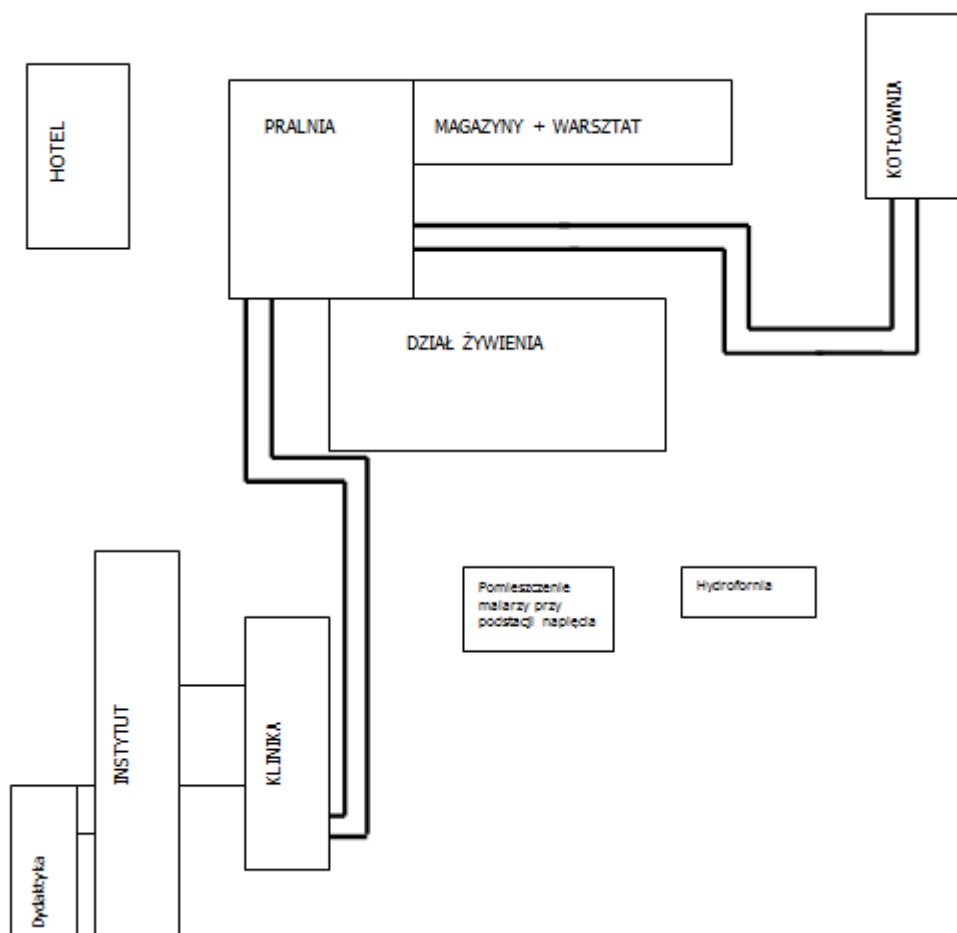 HOTEL
PRALNIA
MAGAZYNY + WARSZTAT
KOTŁOWNIA
DZIAŁ ŻYWIENIA
Pomieszczenie
malarzy przy
podstacji napięcia
Hydrofornia
INSTYTUT
KLINIKA
Dydaktyka